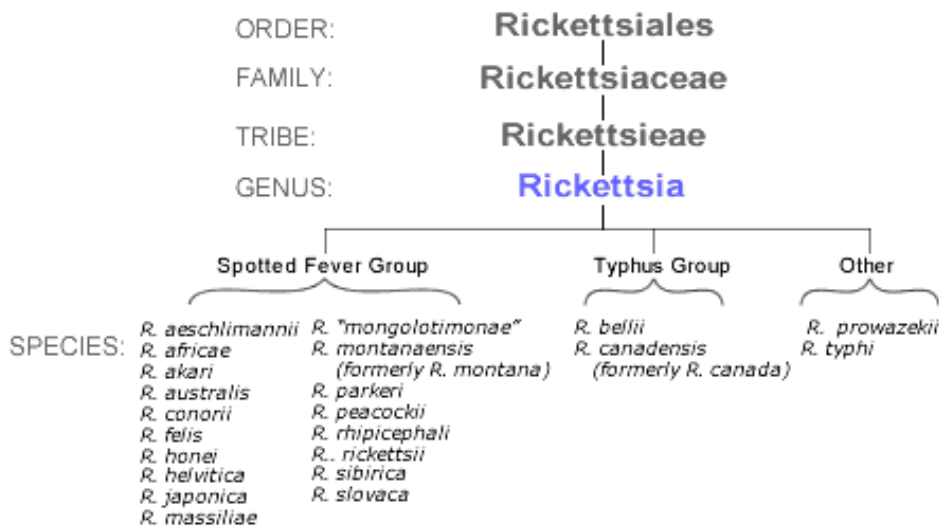 ORDER: Rickettsiales
FAMILY: Rickettsiaceae
TRIBE: Rickettsieae
GENUS: Rickettsia
Spotted Fever Group
Typhus Group
Other
SPECIES:
R. aeschlimannii
R. africae
R. akari
R. australis
R. conorii
R. felis
R. honei
R. helvitica
R. japonica
R. massiliae
R. "mongolotimonae"
R. montanaensis
(formerly R. montana)
R. parkeri
R. peacockii
R. rhipicephali
R.. rickettsii
R. sibirica
R. slovaca
R. bellii
R. canadensis
(formerly R. canada)
R. prowazekii
R. typhi